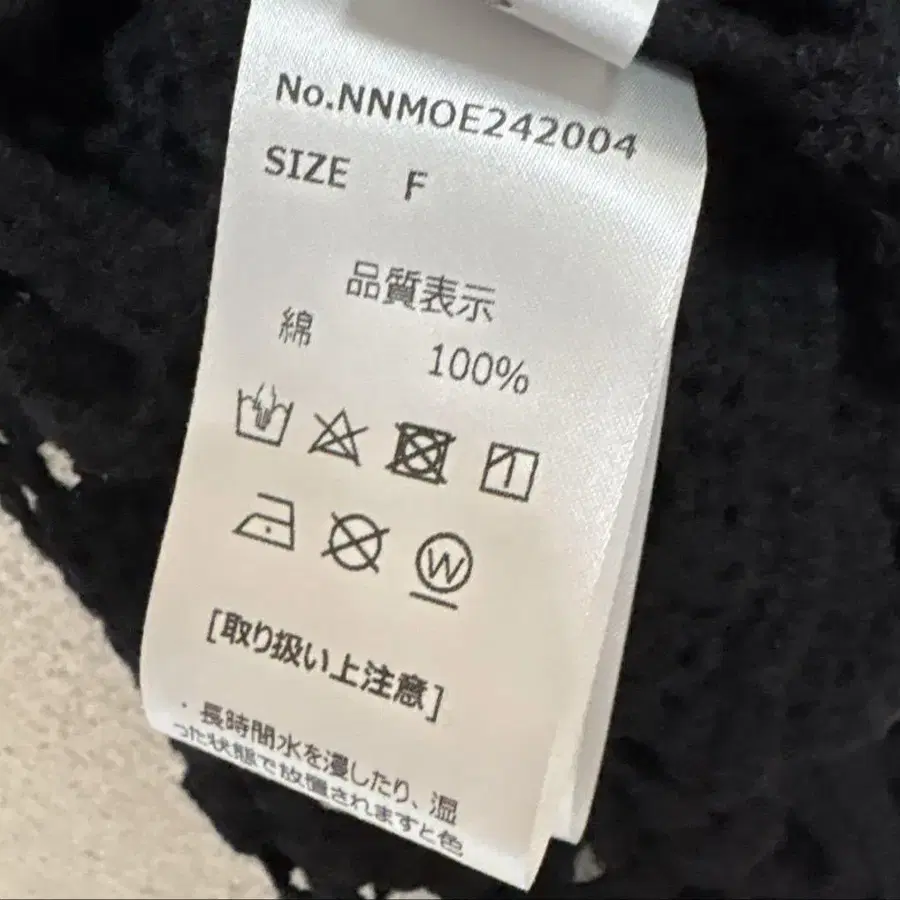 No.NNMOE242004
SIZE F
品質表示
綿 100%
W
[取り扱い上注意]
・長時間水を浸したり、濕
った状態で放置されますと色